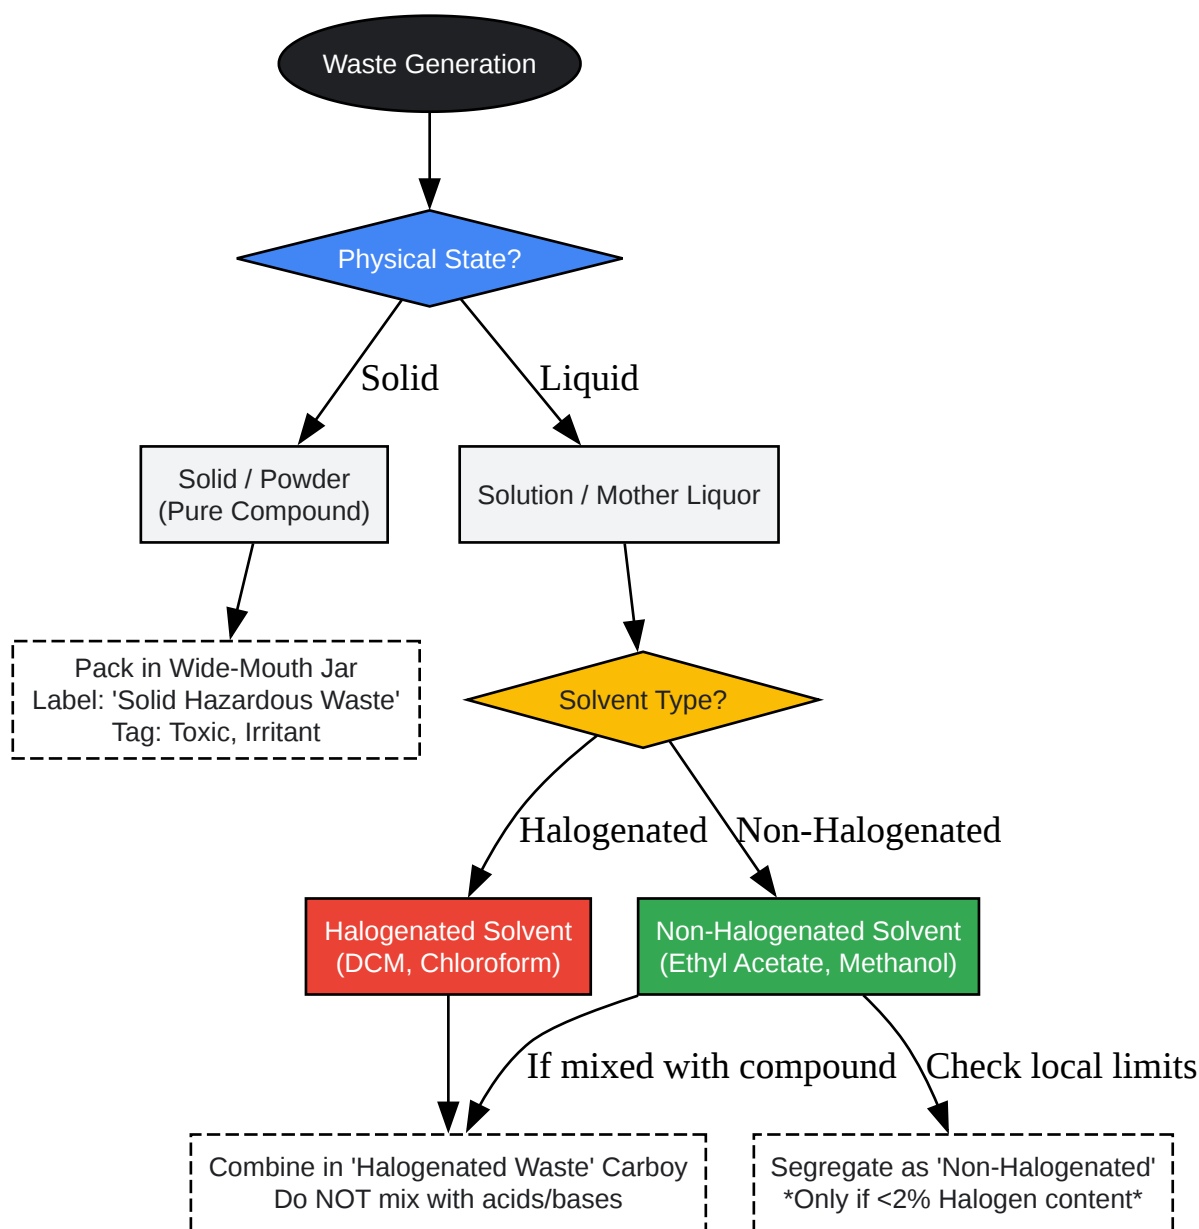 Waste Generation
Physical State?
Solid
Liquid
Solid / Powder
(Pure Compound)
Solution / Mother Liquor
Pack in Wide-Mouth Jar
Label: 'Solid Hazardous Waste'
Tag: Toxic, Irritant
Solvent Type?
Halogenated
Non-Halogenated
Halogenated Solvent
(DCM, Chloroform)
Non-Halogenated Solvent
(Ethyl Acetate, Methanol)
If mixed with compound
Check local limits
Combine in 'Halogenated Waste' Carboy
Do NOT mix with acids/bases
Segregate as 'Non-Halogenated'
*Only if <2% Halogen content*